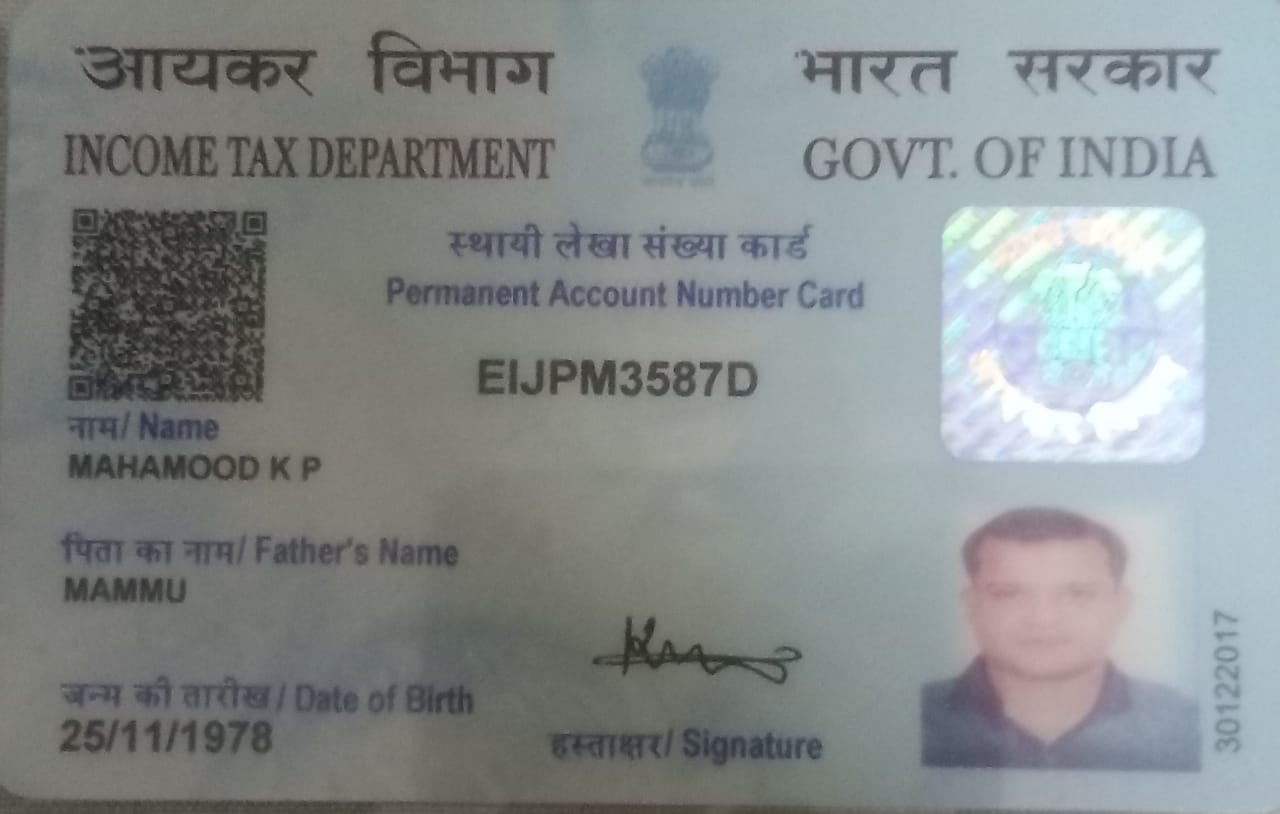 आयकर विभाग
INCOME TAX DEPARTMENT
भारत सरकार
GOVT. OF INDIA
स्थायी लेखा संख्या कार्ड
Permanent Account Number Card
EIJPM3587D
नाम/ Name
MAHAMOOD K P
पिता का नाम/ Father's Name
MAMMU
जन्म की तारीख / Date of Birth
25/11/1978
हस्ताक्षर/ Signature
30122017